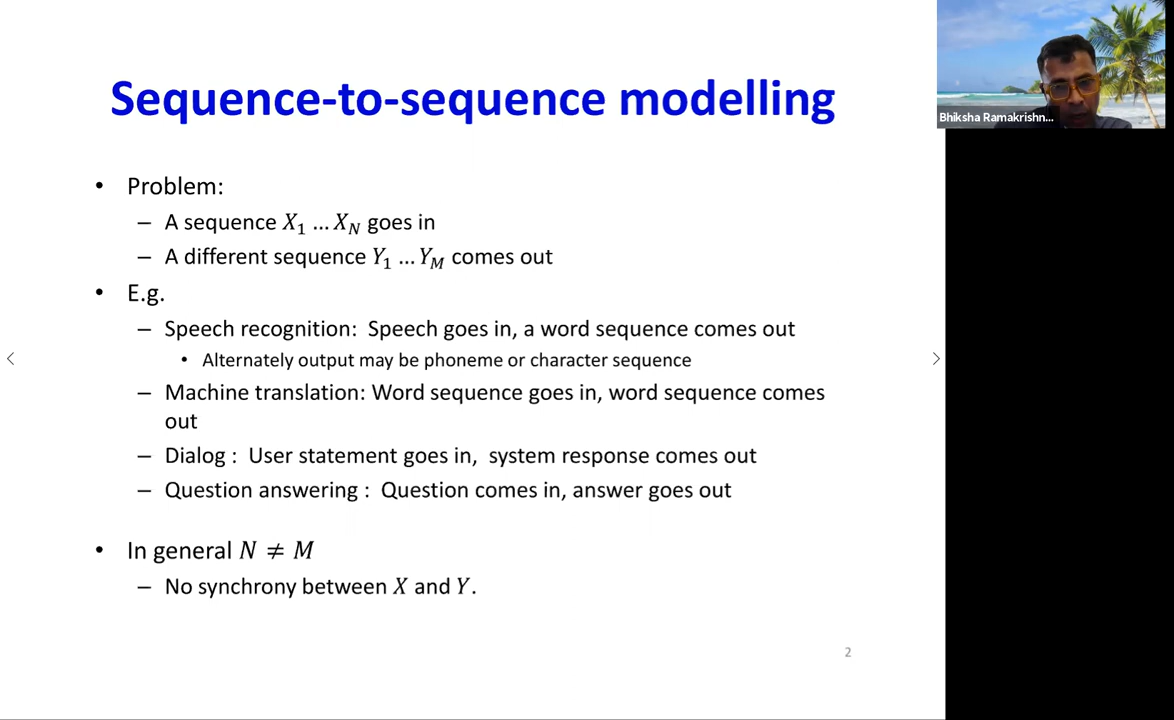 Sequence-to-sequence modelling
Bhiksha Ramakrishn...
• Problem:
– A sequence X₁ … X_N goes in
– A different sequence Y₁ … Y_M comes out
• E.g.
– Speech recognition: Speech goes in, a word sequence comes out
• Alternately output may be phoneme or character sequence
– Machine translation: Word sequence goes in, word sequence comes
out
– Dialog : User statement goes in, system response comes out
– Question answering : Question comes in, answer goes out
• In general N ≠ M
– No synchrony between X and Y.
2